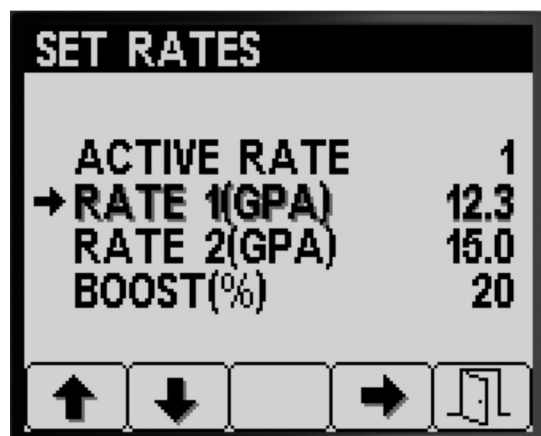 SET RATES
ACTIVE RATE 1
RATE 1(GPA) 12.3
RATE 2(GPA) 15.0
BOOST(%) 20